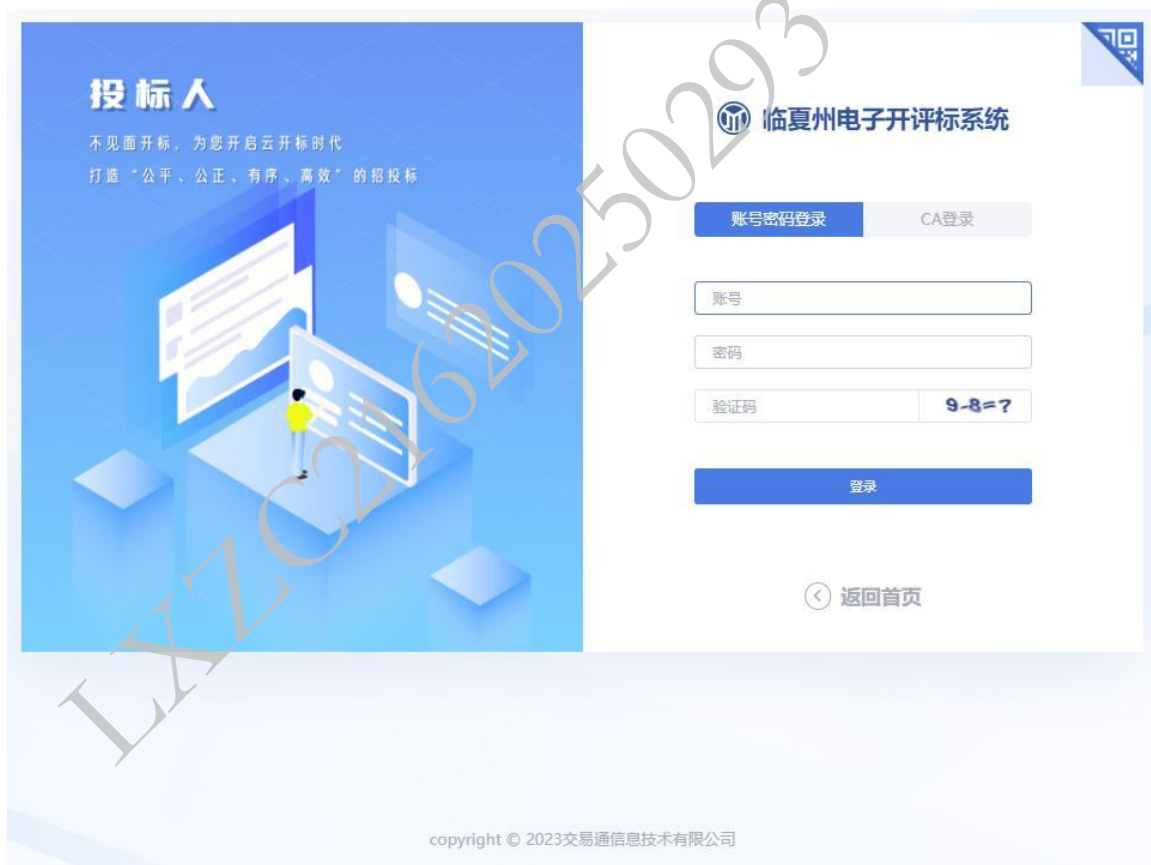 投标人
不见面开标，为您开启云开标时代
打造“公平、公正、有序、高效”的招投标
临夏州电子开评标系统
账号密码登录
CA登录
账号
密码
验证码
9-8=?
登录
返回首页
LXZC2162025025093
copyright © 2023交易通信息技术有限公司